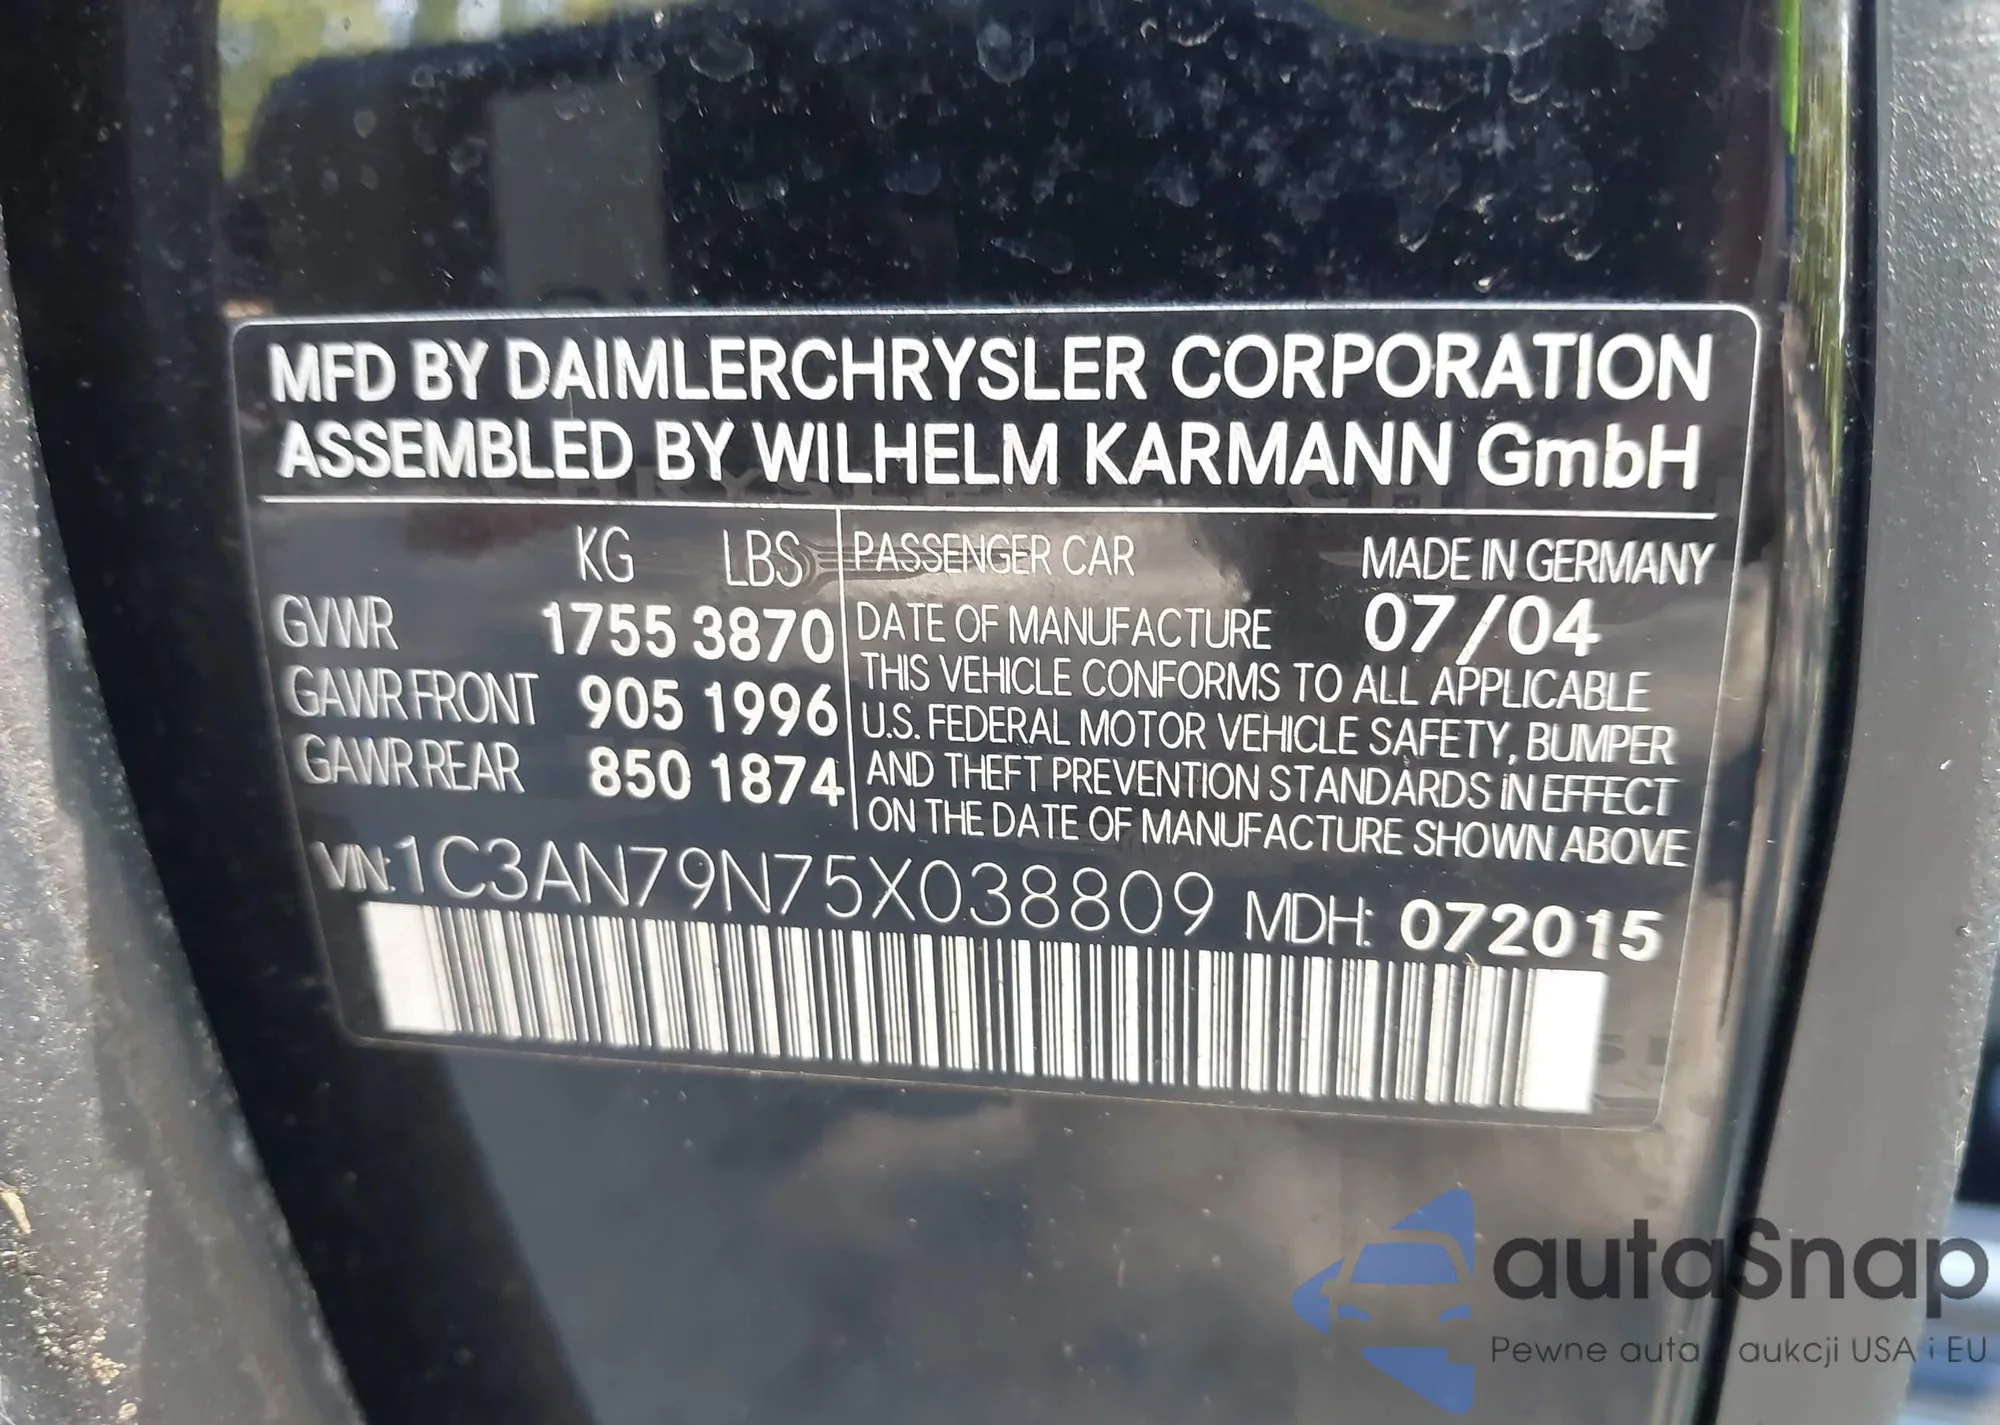 MFD BY DAIMLERCHRYSLER CORPORATION
ASSEMBLED BY WILHELM KARMANN GmbH
KG LBS
GVWR 1755 3870
GAWR FRONT 905 1996
GAWR REAR 850 1874
PASSENGER CAR MADE IN GERMANY
DATE OF MANUFACTURE 07/04
THIS VEHICLE CONFORMS TO ALL APPLICABLE
U.S. FEDERAL MOTOR VEHICLE SAFETY, BUMPER
AND THEFT PREVENTION STANDARDS IN EFFECT
ON THE DATE OF MANUFACTURE SHOWN ABOVE
VIN: 1C3AN79N75X038809 MDH: 072015
autaSnap
Pewne auta aukcji USA i EU